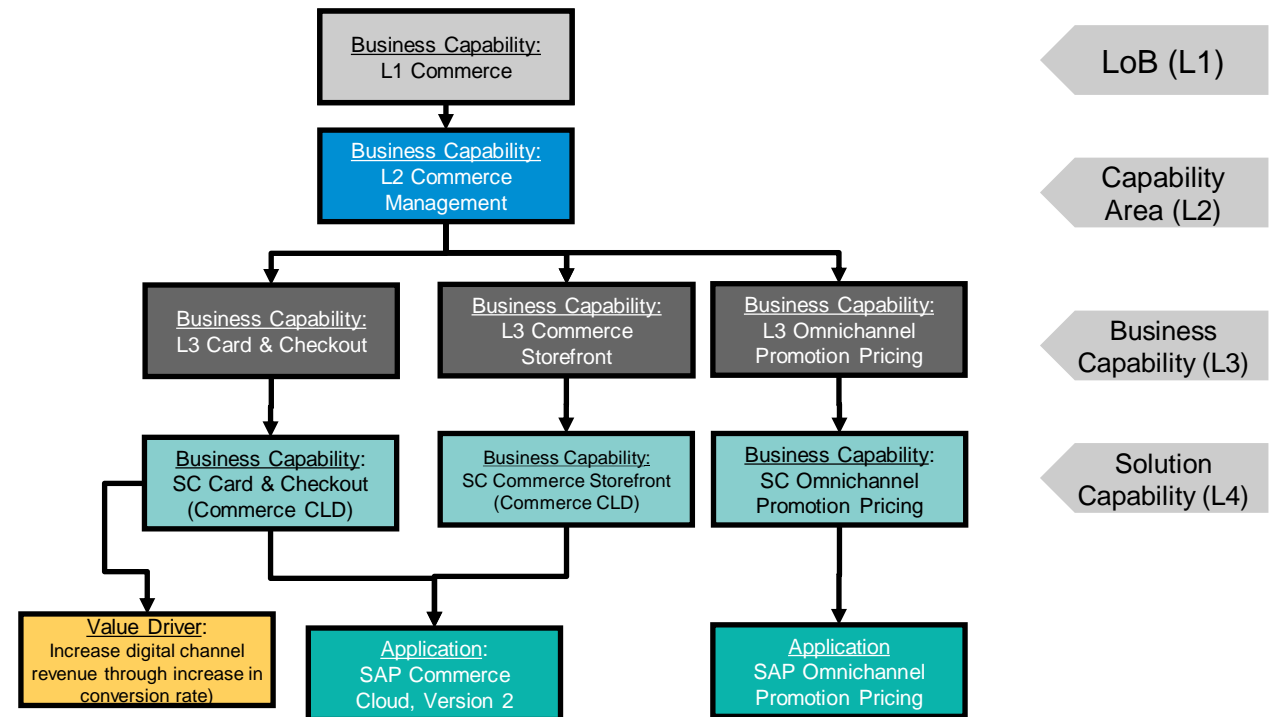 Business Capability:
L1 Commerce
LoB (L1)
Business Capability:
L2 Commerce
Management
Capability
Area (L2)
Business Capability:
L3 Card & Checkout
Business Capability:
L3 Commerce
Storefront
Business Capability:
L3 Omnichannel
Promotion Pricing
Business
Capability (L3)
Business Capability:
SC Card & Checkout
(Commerce CLD)
Business Capability:
SC Commerce Storefront
(Commerce CLD)
Business Capability:
SC Omnichannel
Promotion Pricing
Solution
Capability (L4)
Value Driver:
Increase digital channel
revenue through increase in
conversion rate)
Application:
SAP Commerce
Cloud, Version 2
Application
SAP Omnichannel
Promotion Pricing